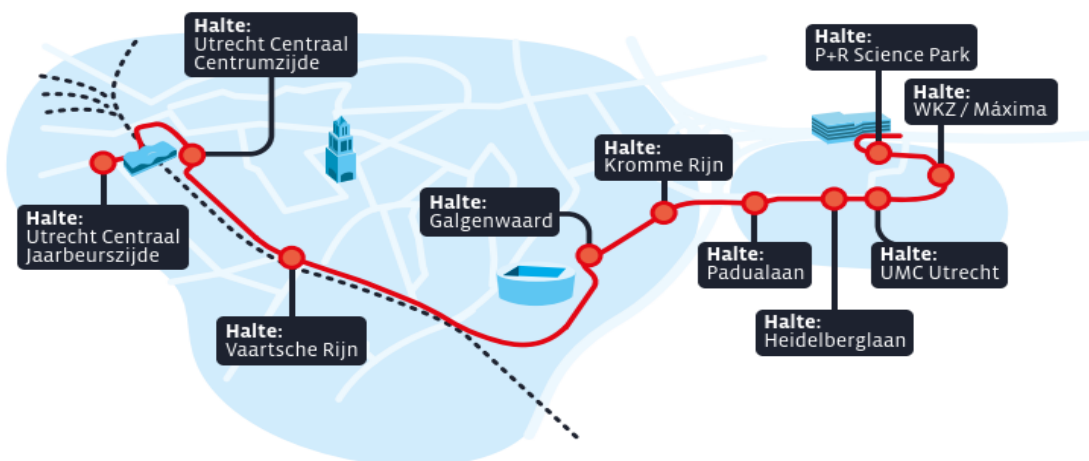 Halte:
Utrecht Centraal
Centrumzijde
Halte:
P+R Science Park
Halte:
WKZ / Máxima
Halte:
Kromme Rijn
Halte:
Galgenwaard
Halte:
Utrecht Centraal
Jaarbeurszijde
Halte:
Padualaan
Halte:
UMC Utrecht
Halte:
Heidelberglaan
Halte:
Vaartsche Rijn